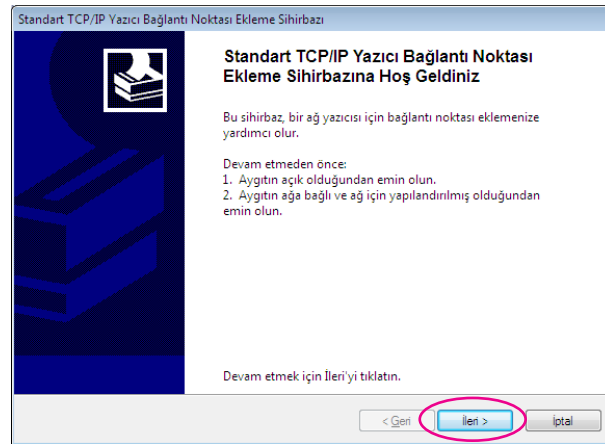 Standart TCP/IP Yazıcı Bağlantı Noktası Ekleme Sihirbazı
Standart TCP/IP Yazıcı Bağlantı Noktası
Ekleme Sihirbazına Hoş Geldiniz
Bu sihirbaz, bir ağ yazıcısı için bağlantı noktası eklemenize
yardımcı olur.
Devam etmeden önce:
1. Aygıtın açık olduğundan emin olun.
2. Aygıtın ağa bağlı ve ağ için yapılandırılmış olduğundan
emin olun.
Devam etmek için İleri'yi tıklatın.
< Geri
İleri >
İptal